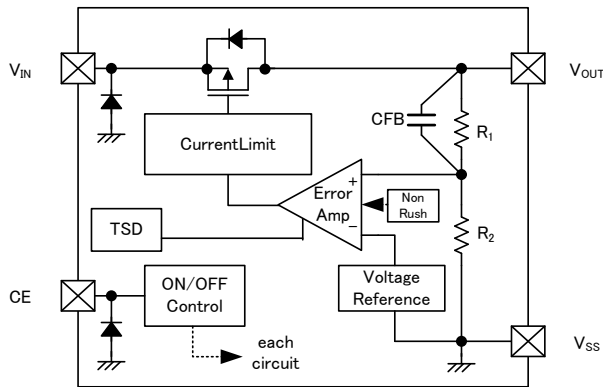 VIN
VOUT
CurrentLimit
CFB
R1
Error
Amp
+
−
Non
Rush
TSD
R2
Voltage
Reference
CE
ON/OFF
Control
each
circuit
VSS